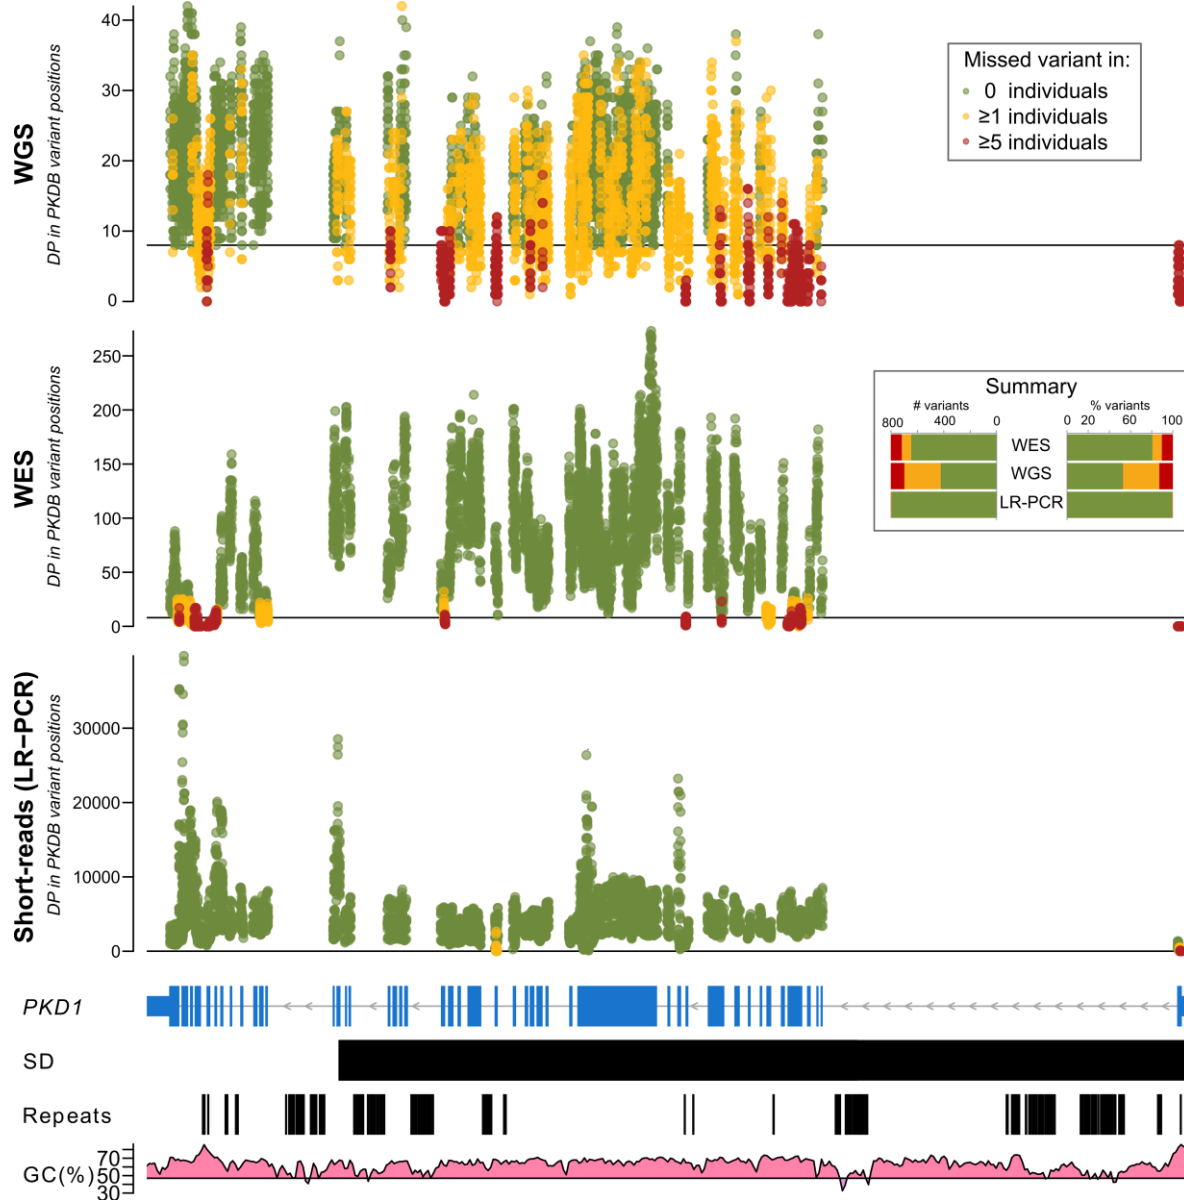 WGS
DP in PKDB variant positions
40
30
20
10
0
Missed variant in:
0 individuals
≥1 individuals
≥5 individuals
WES
DP in PKDB variant positions
250
200
150
100
50
0
Summary
# variants
% variants
800 400 0
0 20 60 100
WES
WGS
LR-PCR
Short-reads (LR–PCR)
DP in PKDB variant positions
30000
20000
10000
0
PKD1
SD
Repeats
GC(%)
70
50
30